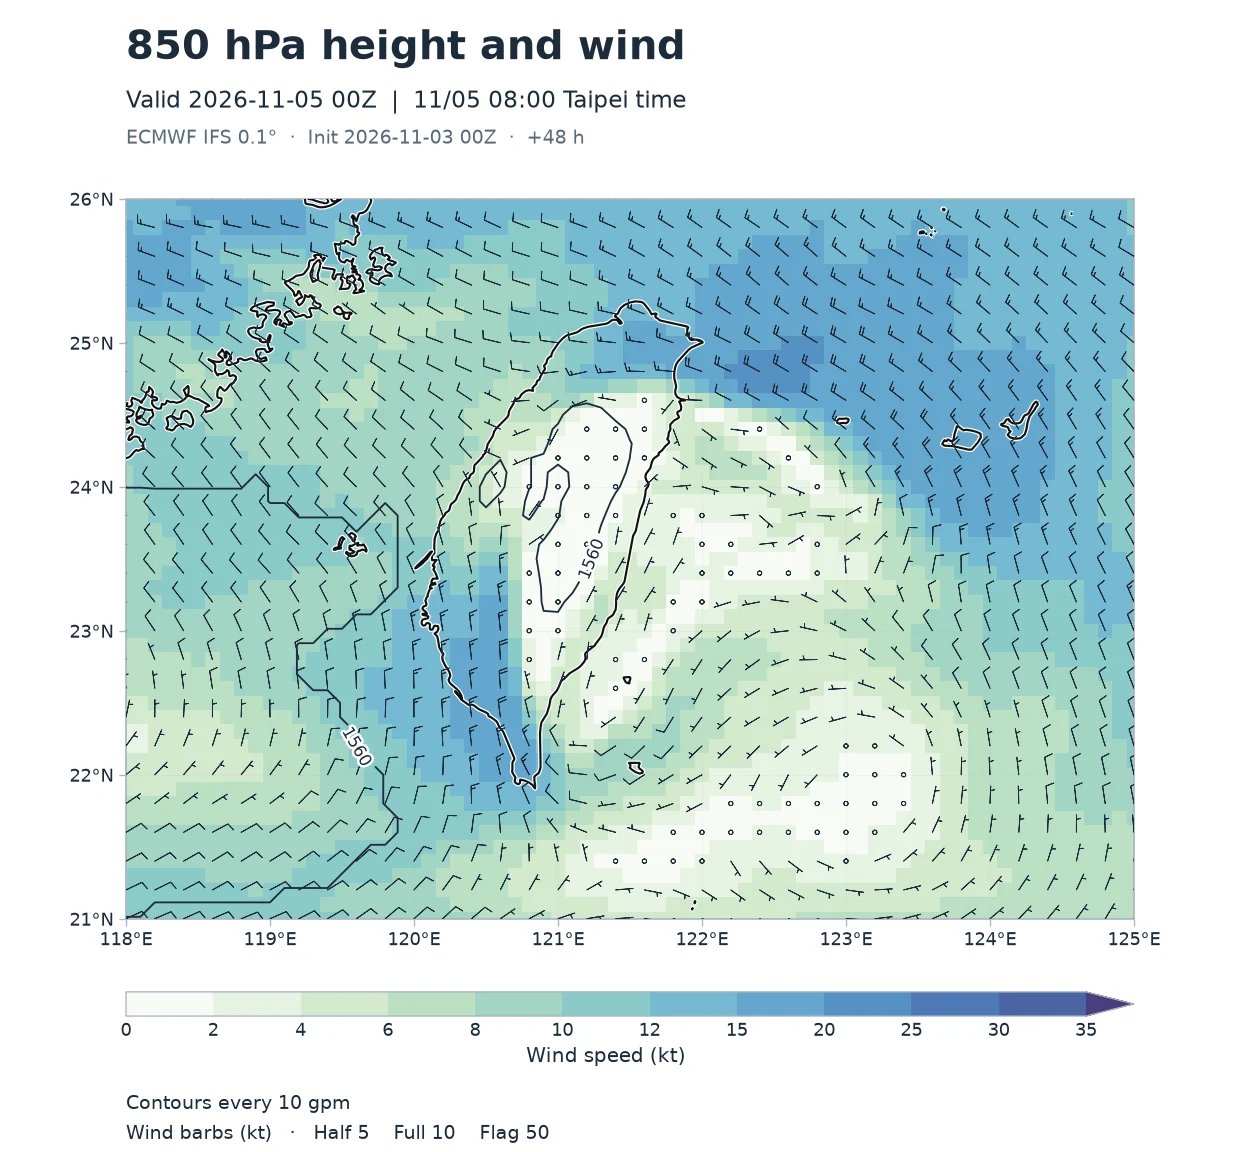 850 hPa height and wind
Valid 2026-11-05 00Z | 11/05 08:00 Taipei time
ECMWF IFS 0.1° · Init 2026-11-03 00Z · +48 h
26°N
25°N
24°N
23°N
22°N
21°N
1560
1560
118°E 119°E 120°E 121°E 122°E 123°E 124°E 125°E
0 2 4 6 8 10 12 15 20 25 30 35
Wind speed (kt)
Contours every 10 gpm
Wind barbs (kt) · Half 5 Full 10 Flag 50